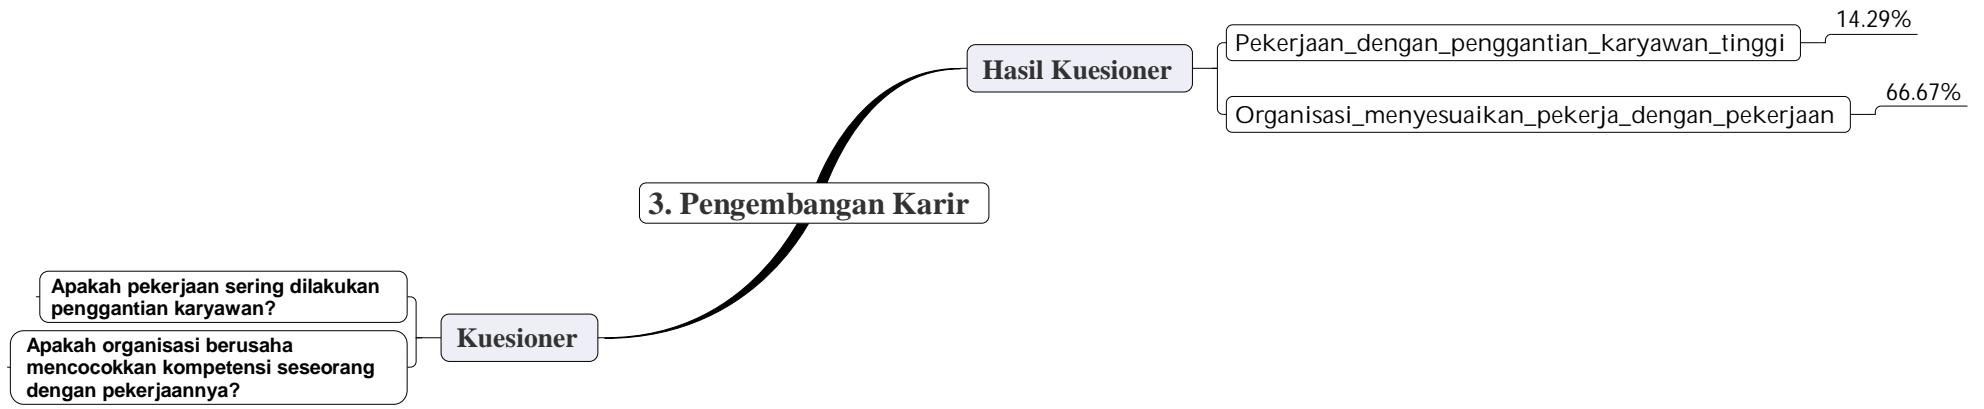 14.29%
Pekerjaan_dengan_penggantian_karyawan_tinggi
Hasil Kuesioner
66.67%
Organisasi_menyesuaikan_pekerja_dengan_pekerjaan
3. Pengembangan Karir
Apakah pekerjaan sering dilakukan
penggantian karyawan?
Kuesioner
Apakah organisasi berusaha
mencocokkan kompetensi seseorang
dengan pekerjaannya?